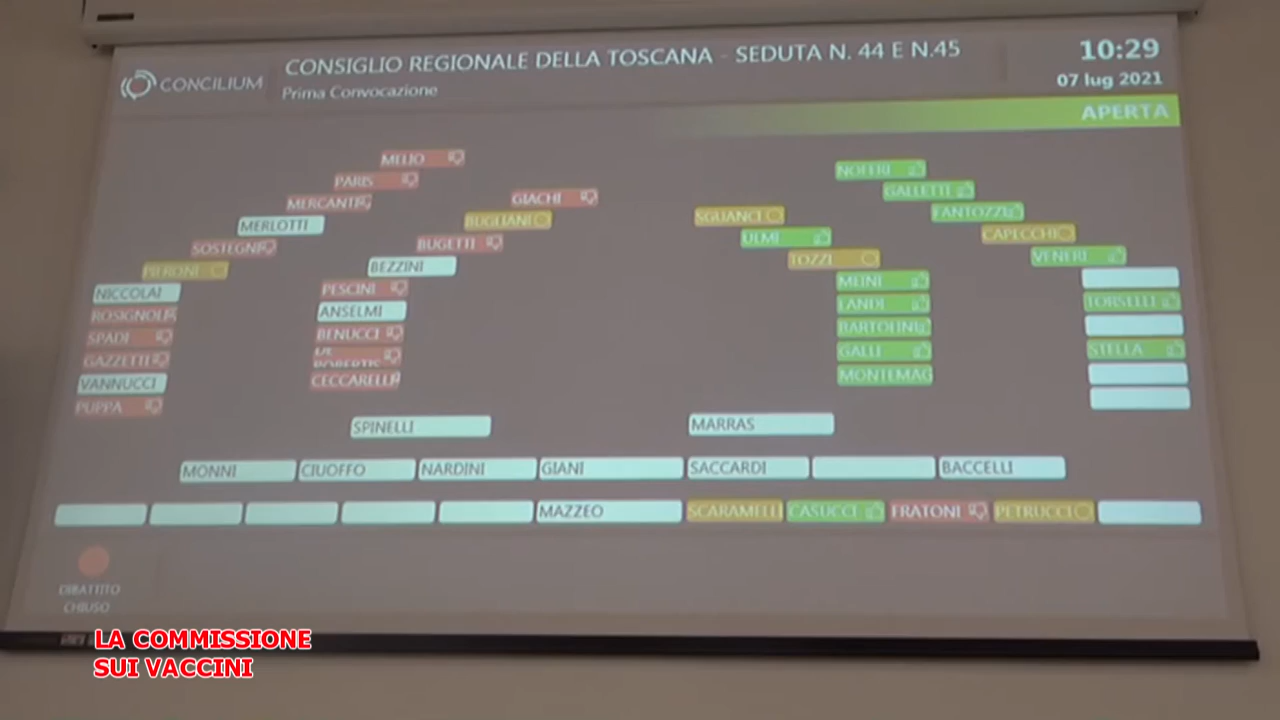 CONCILIUM
CONSIGLIO REGIONALE DELLA TOSCANA - SEDUTA N. 44 E N.45
Prima Convocazione
10:29
07 lug 2021
APERTA
MEJIO
PARIS
MERCANTI
MERLOTTI
SOSTEGNI
PIERONI
NICCOLAI
ROSIGNOLI
SPADI
GAZZETTI
VANNUCCI
PUPPA
GIACHI
BUGLIANI
BUGETTI
BEZZINI
PESCINI
ANSELMI
BENUCCI
DE ROBERTIS
CECCARELLI
SGUANCI
ULMI
TOZZI
MEINI
LANDI
BARTOLINI
GALLI
MONTEMAG
NOFERI
GALLETTI
FANTOZZI
CAPECCHI
VENERI
TORSELLI
STELLA
SPINELLI
MARRAS
MONNI
CIUOFFO
NARDINI
GIANI
SACCARDI
BACCELLI
MAZZEO
SCARAMELLI
CASUCCI
FRATONI
PETRUCCI
DIBATTITO
CHIUSO
LA COMMISSIONE
SUI VACCINI